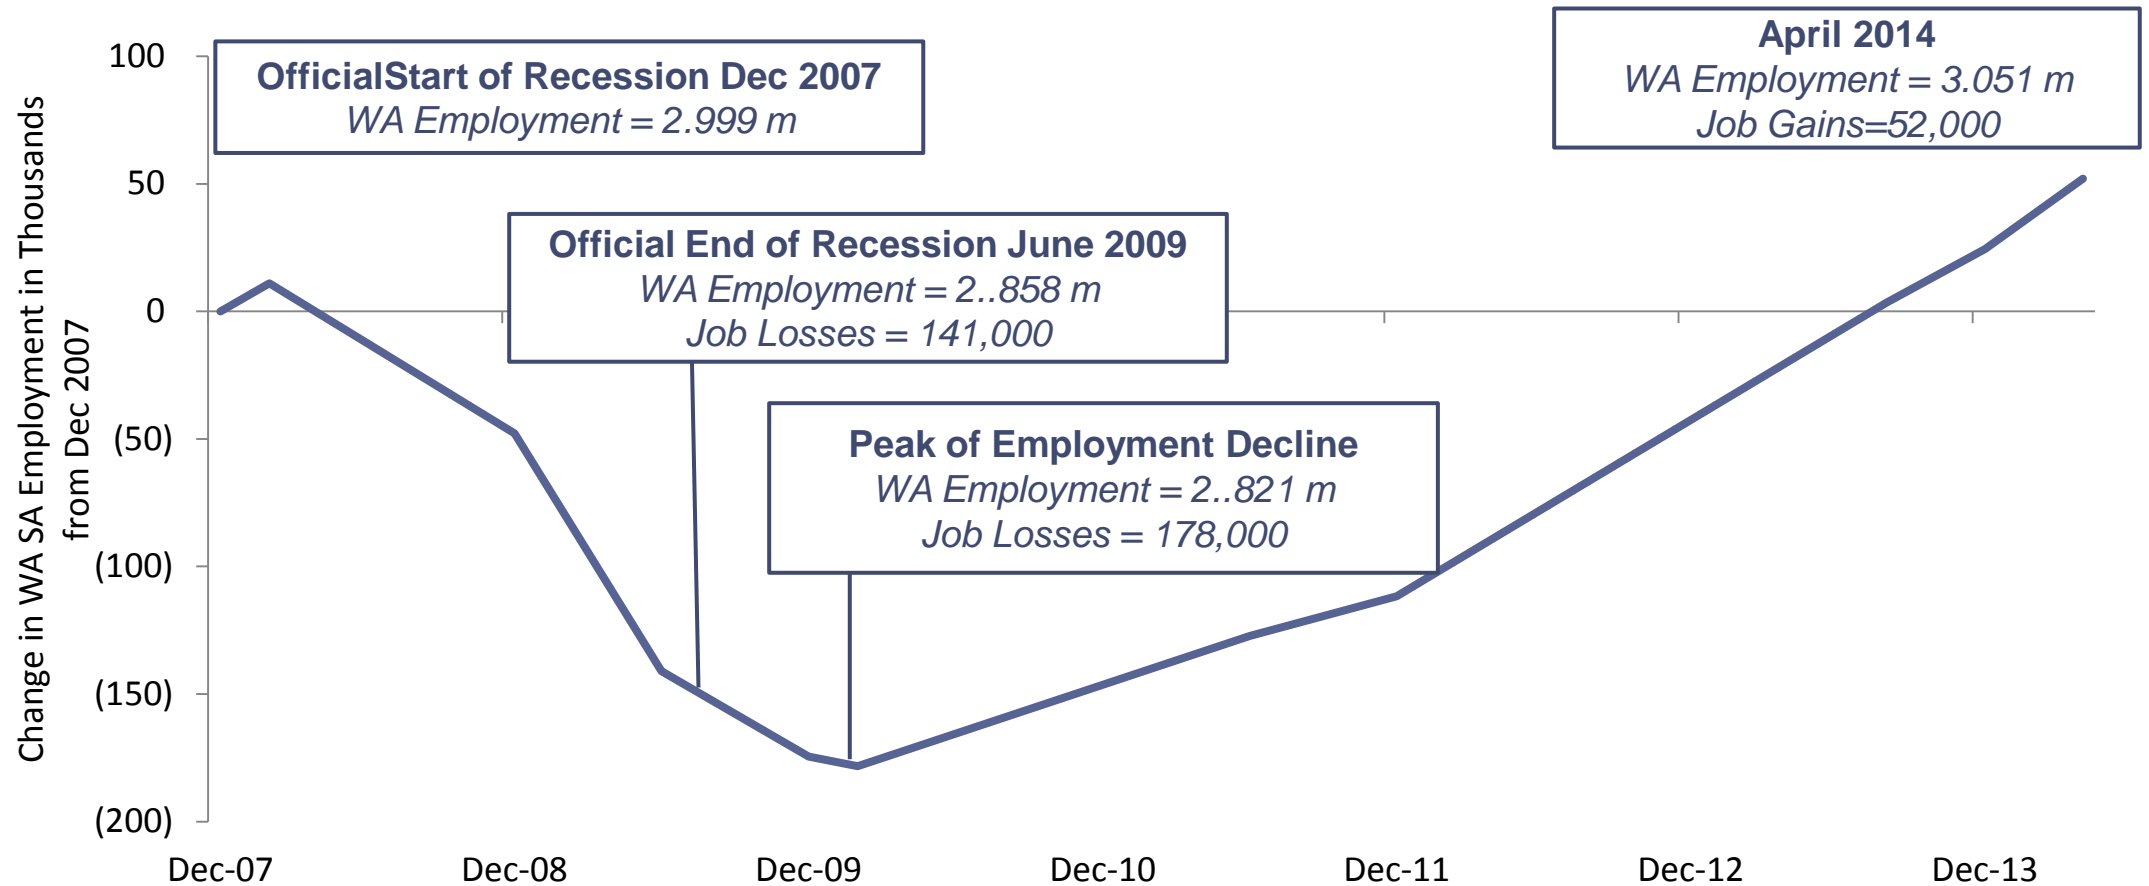 Change in WA SA Employment in Thousands
from Dec 2007
100
50
0
(50)
(100)
(150)
(200)
OfficialStart of Recession Dec 2007
WA Employment = 2.999 m
April 2014
WA Employment = 3.051 m
Job Gains=52,000
Official End of Recession June 2009
WA Employment = 2..858 m
Job Losses = 141,000
Peak of Employment Decline
WA Employment = 2..821 m
Job Losses = 178,000
Dec-07 Dec-08 Dec-09 Dec-10 Dec-11 Dec-12 Dec-13